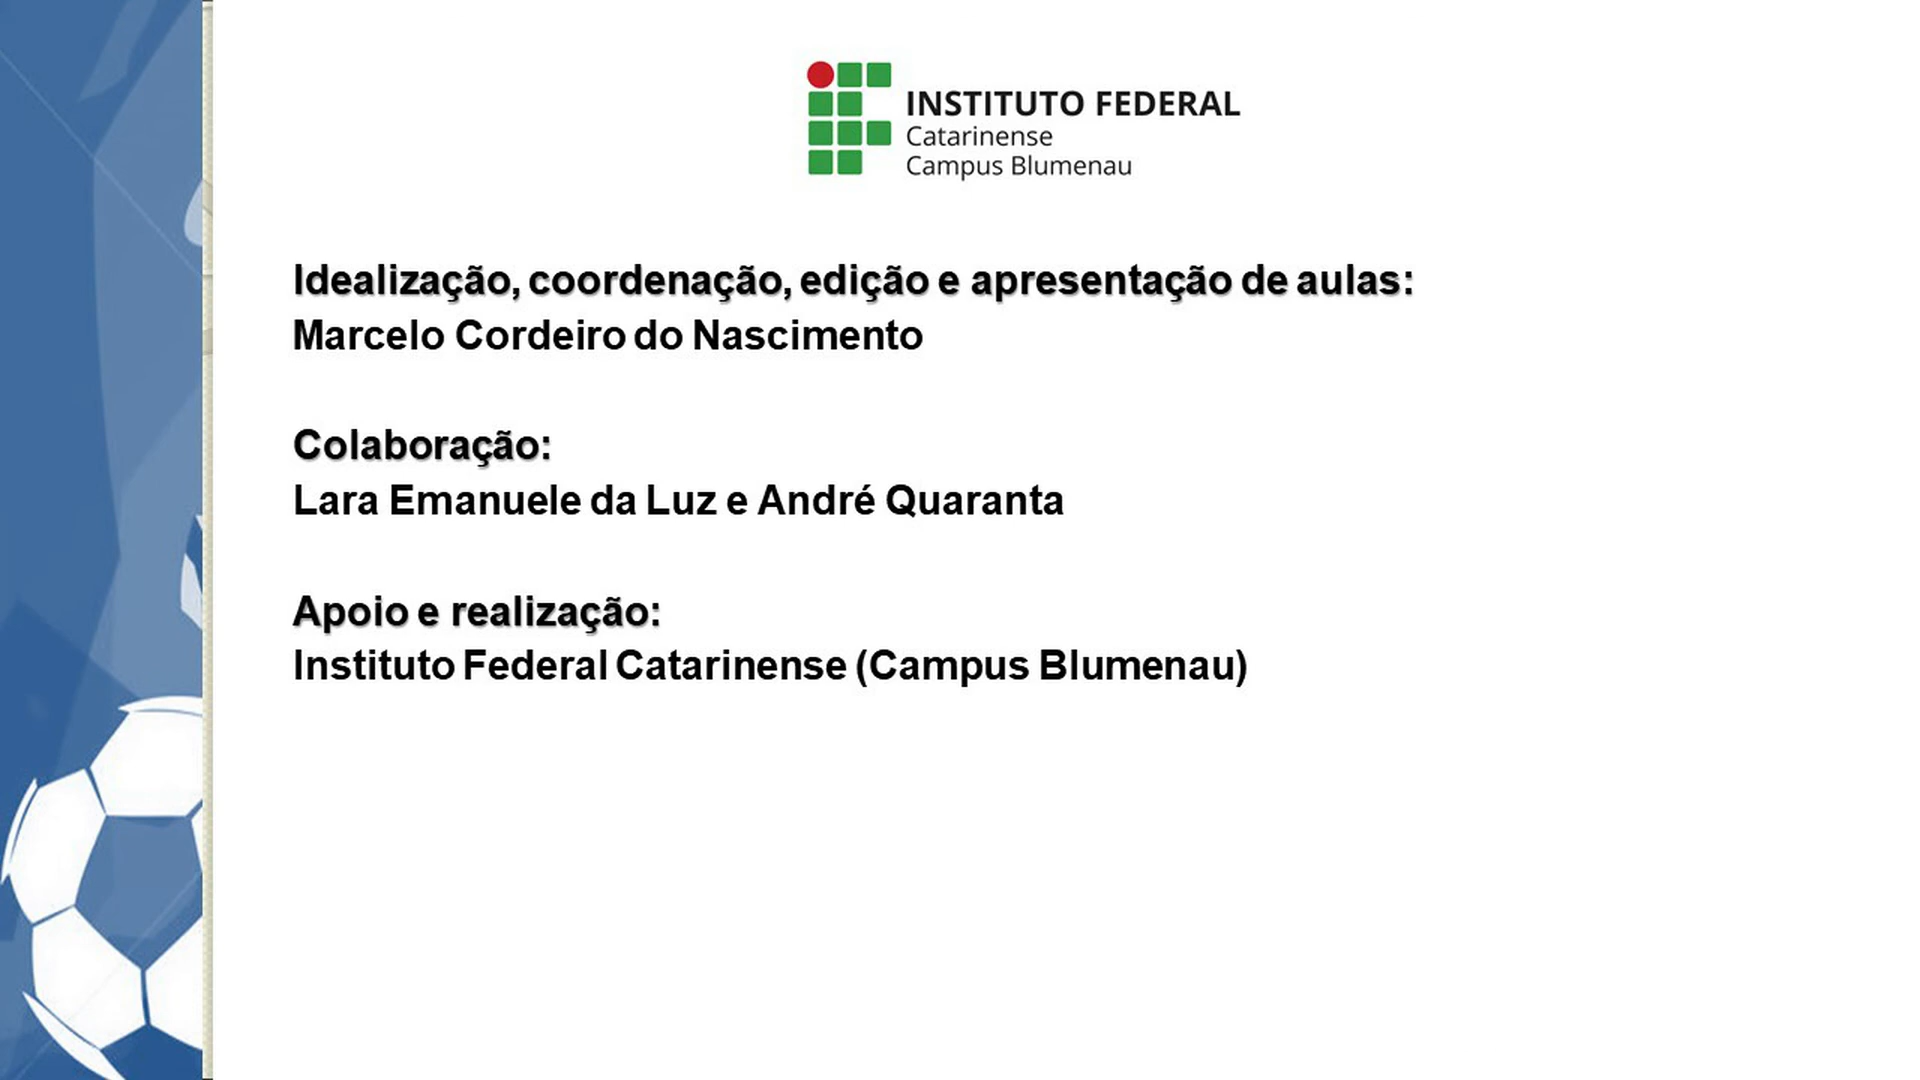 INSTITUTO FEDERAL
Catarinense
Campus Blumenau
Idealização, coordenação, edição e apresentação de aulas:
Marcelo Cordeiro do Nascimento
Colaboração:
Lara Emanuele da Luz e André Quaranta
Apoio e realização:
Instituto Federal Catarinense (Campus Blumenau)